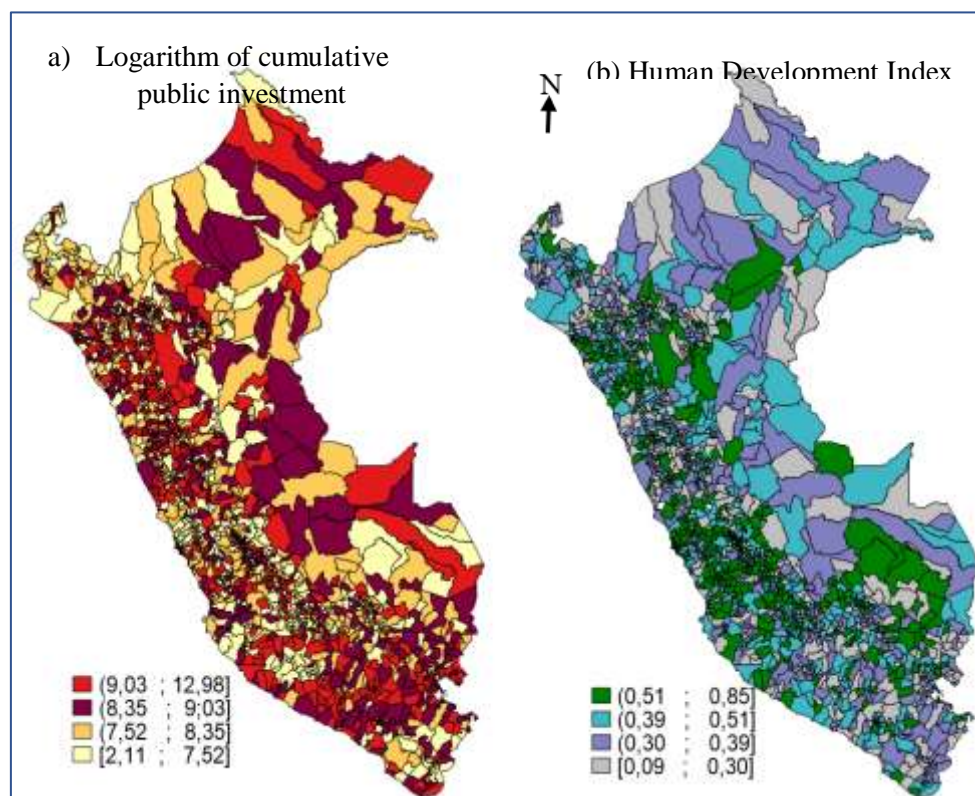 a) Logarithm of cumulative
public investment
(b) Human Development Index
N
(9,03 ; 12,98]
(8,35 ; 9;03]
(7,52 ; 8,35]
[2,11 ; 7,52]
(0,51 ; 0,85]
(0,39 ; 0,51]
(0,30 ; 0,39]
[0,09 ; 0,30]